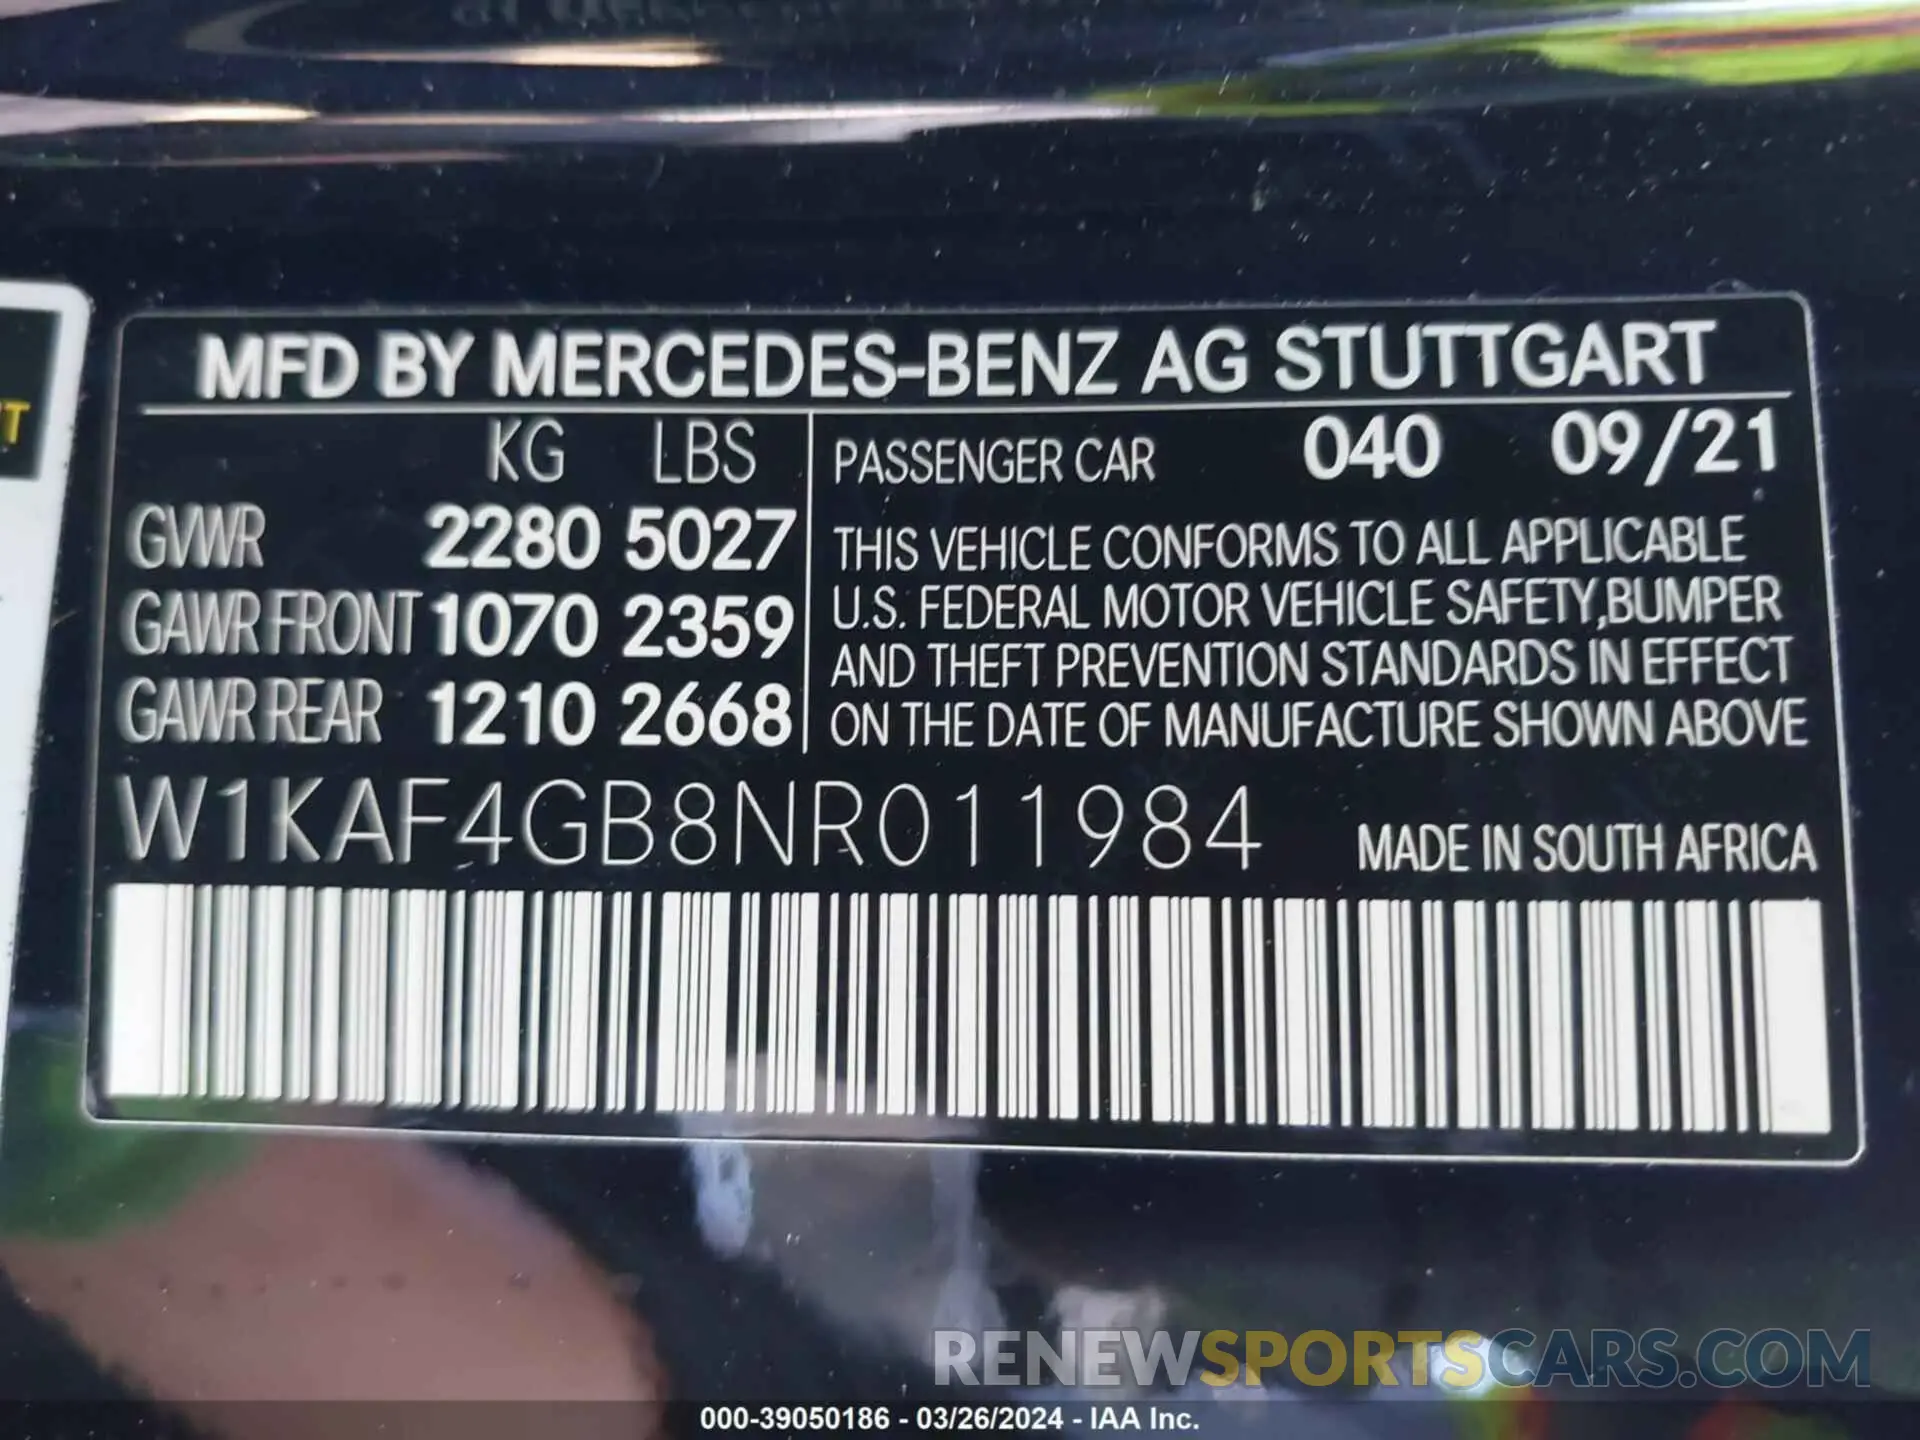 MFD BY MERCEDES-BENZ AG STUTTGART
KG LBS
GVWR 2280 5027
GAWR FRONT 1070 2359
GAWR REAR 1210 2668
PASSENGER CAR 040 09/21
THIS VEHICLE CONFORMS TO ALL APPLICABLE
U.S. FEDERAL MOTOR VEHICLE SAFETY,BUMPER
AND THEFT PREVENTION STANDARDS IN EFFECT
ON THE DATE OF MANUFACTURE SHOWN ABOVE
W1KAF4GB8NR011984
MADE IN SOUTH AFRICA
RENEWSPORTSCARS.COM
000-39050186 - 03/26/2024 - IAA Inc.